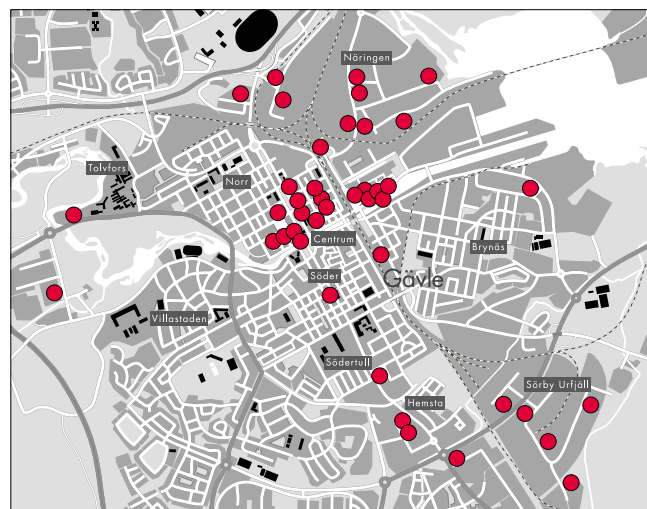 Näringen
Tolvfors
Norr
Centrum
Brynäs
Söder
Gävle
Villastaden
Södertull
Sörby Urfjäll
Hemsta